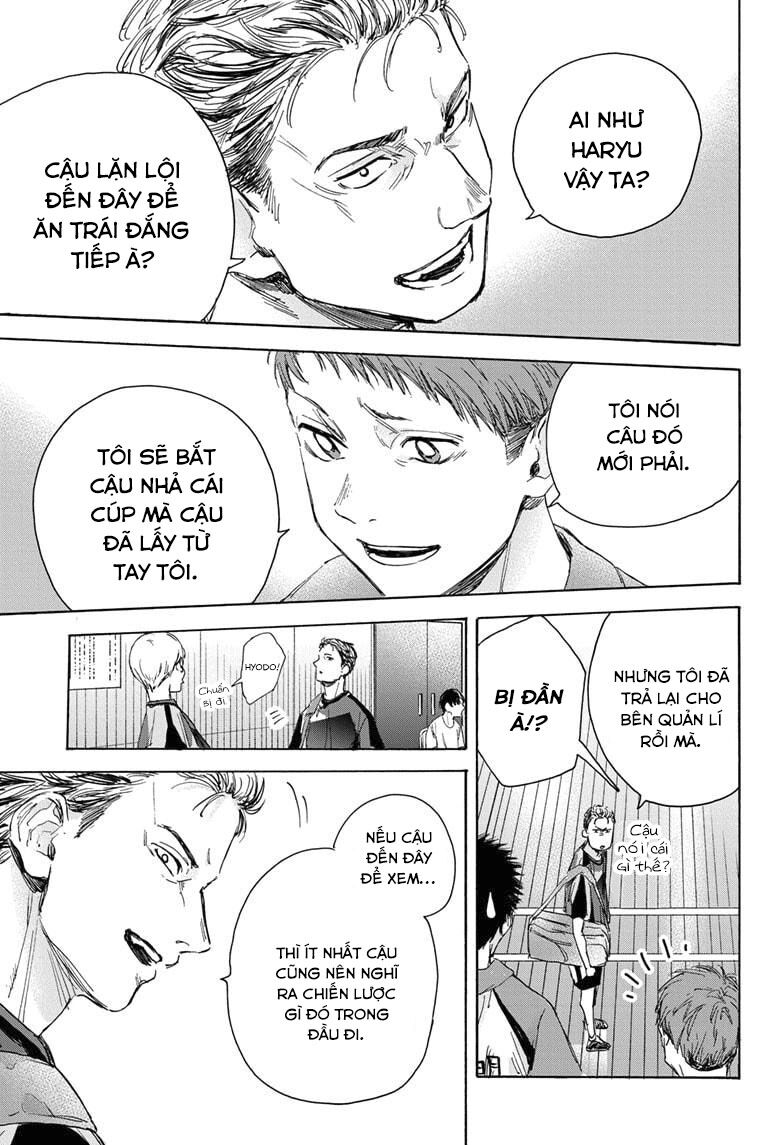 AI NHƯ
HARYU
VẬY TA?
CẬU LẶN LỘI
ĐẾN ĐÂY ĐỂ
ĂN TRÁI ĐẮNG
TIẾP À?
TÔI NÓI
CÂU ĐÓ
MỚI PHẢI.
TÔI SẼ BẮT
CẬU NHẢ CÁI
CÚP MÀ CẬU
ĐÃ LẤY TỪ
TAY TÔI.
NHƯNG TÔI ĐÃ
TRẢ LẠI CHO
BÊN QUẢN LÍ
RỒI MÀ.
BỊ ĐẦN
À!?
Cậu
nói cái
gì thế?
HYODO!
Chuẩn
bị đi.
NẾU CẬU
ĐẾN ĐÂY
ĐỂ XEM...
THÌ ÍT NHẤT CẬU
CŨNG NÊN NGHĨ
RA CHIẾN LƯỢC
GÌ ĐÓ TRONG
ĐẦU ĐI.